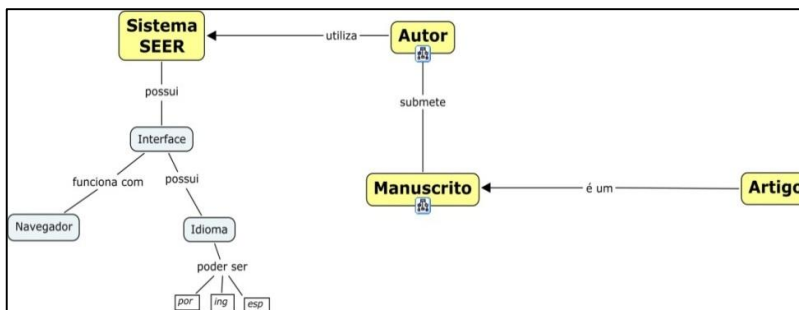 Sistema
SEER
utiliza
Autor
possui
submete
Interface
funciona com
possui
Manuscrito
é um
Artigo
Navegador
Idioma
poder ser
por
ing
esp